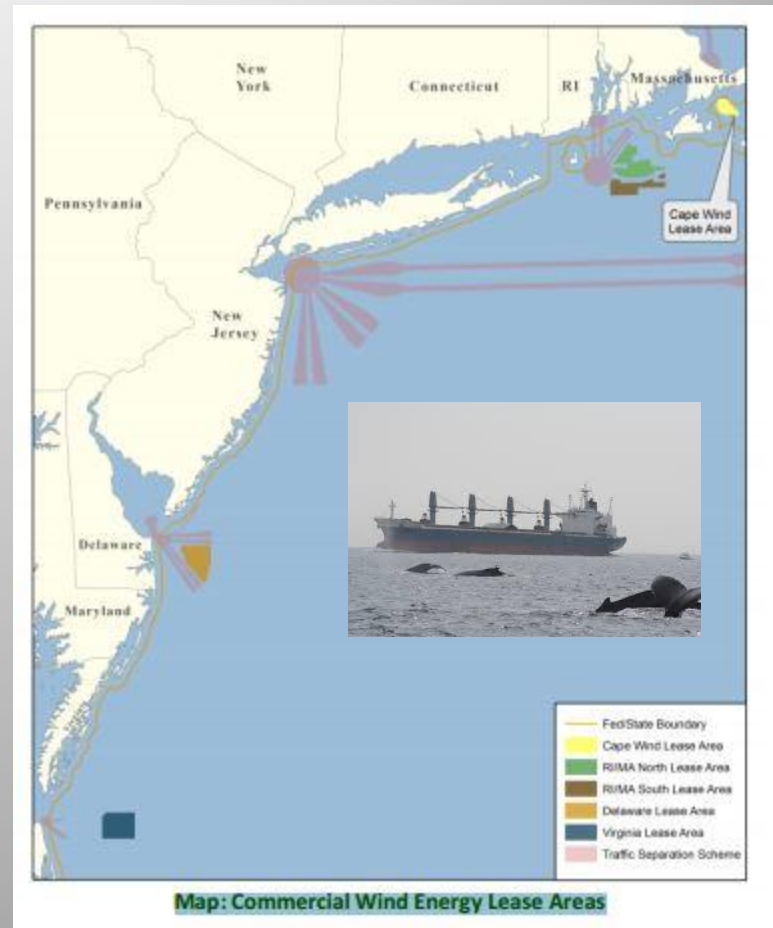 New
York
Connecticut
RI
Massachusetts
Pennsylvania
Cape Wind
Lease Area
New
Jersey
Delaware
Maryland
Fed/State Boundary
Cape Wind Lease Area
RI/MA North Lease Area
RI/MA South Lease Area
Delaware Lease Area
Virginia Lease Area
Traffic Separation Scheme
Map: Commercial Wind Energy Lease Areas